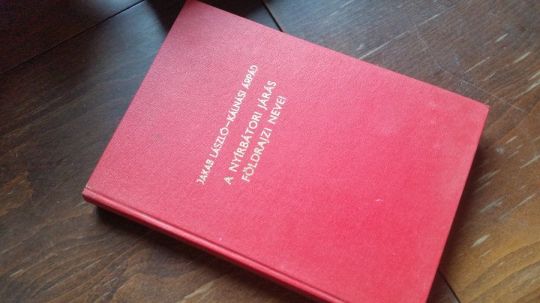 JAKAB LÁSZLÓ—KÁLNÁSI ÁRPÁD
A NYÍRBÁTORI JÁRÁS
FÖLDRAJZI NEVEI